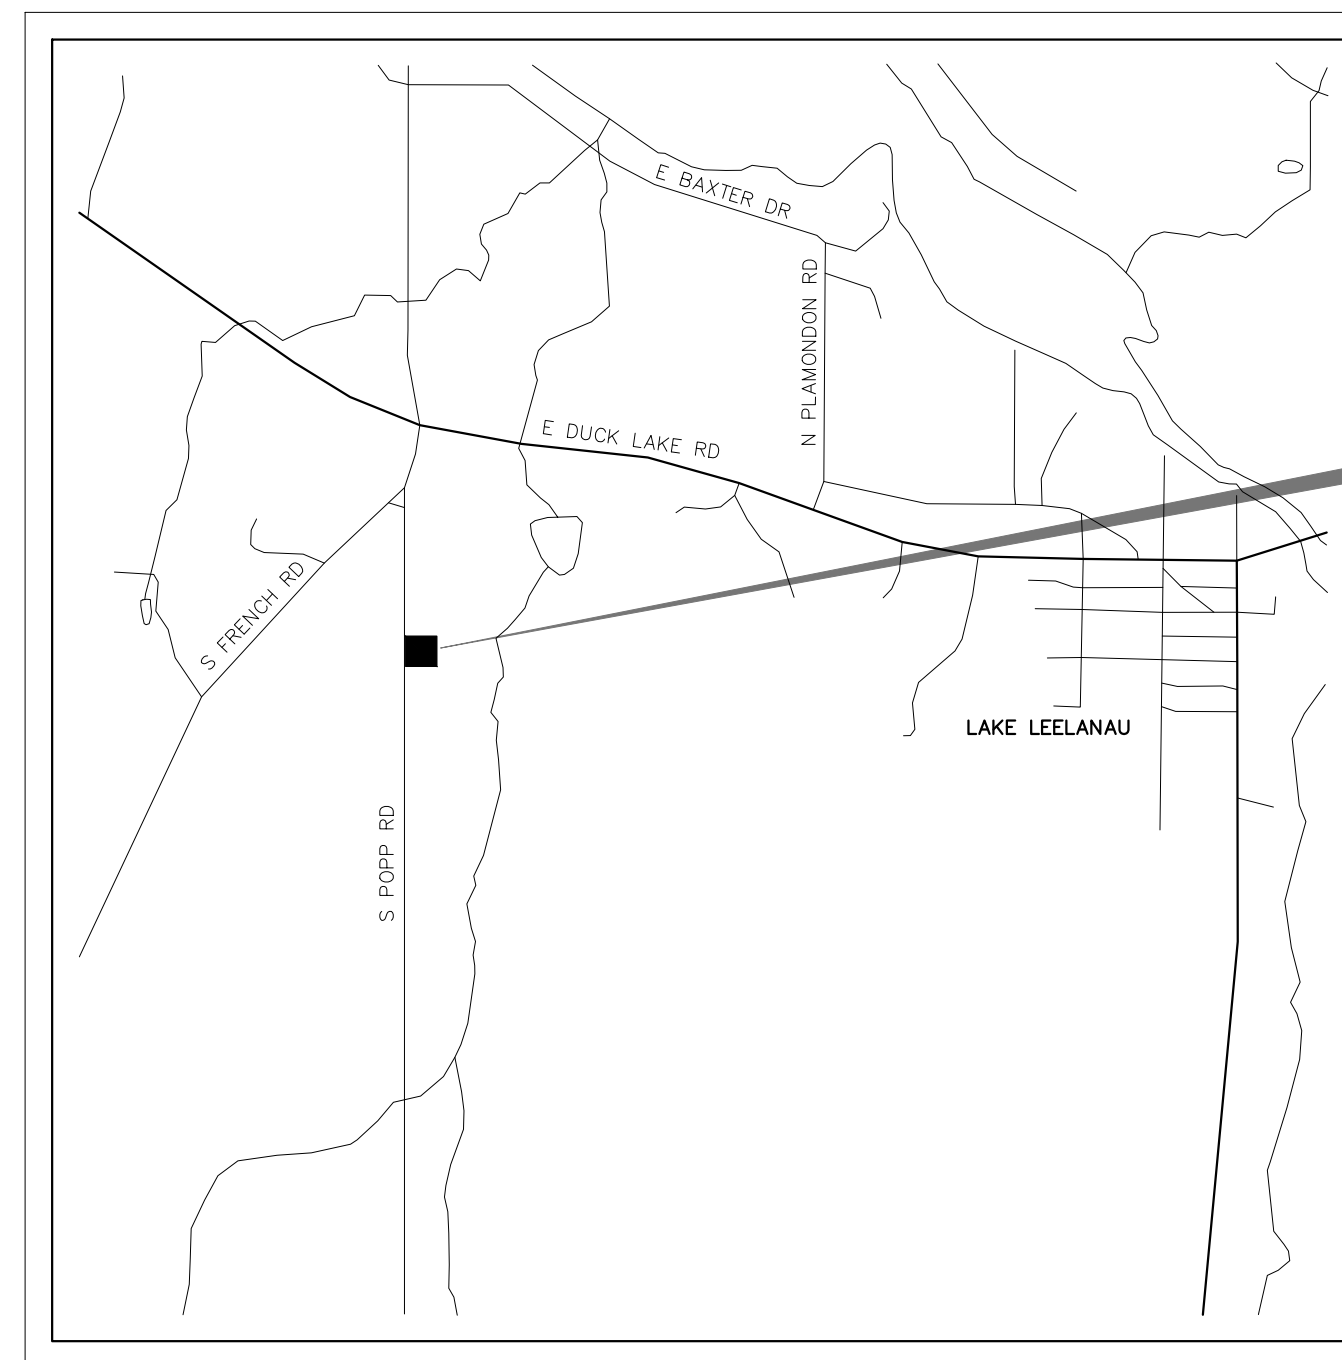 E BAXTER DR
N PLAMONDON RD
E DUCK LAKE RD
S FRENCH RD
LAKE LEELANAU
S POPP RD